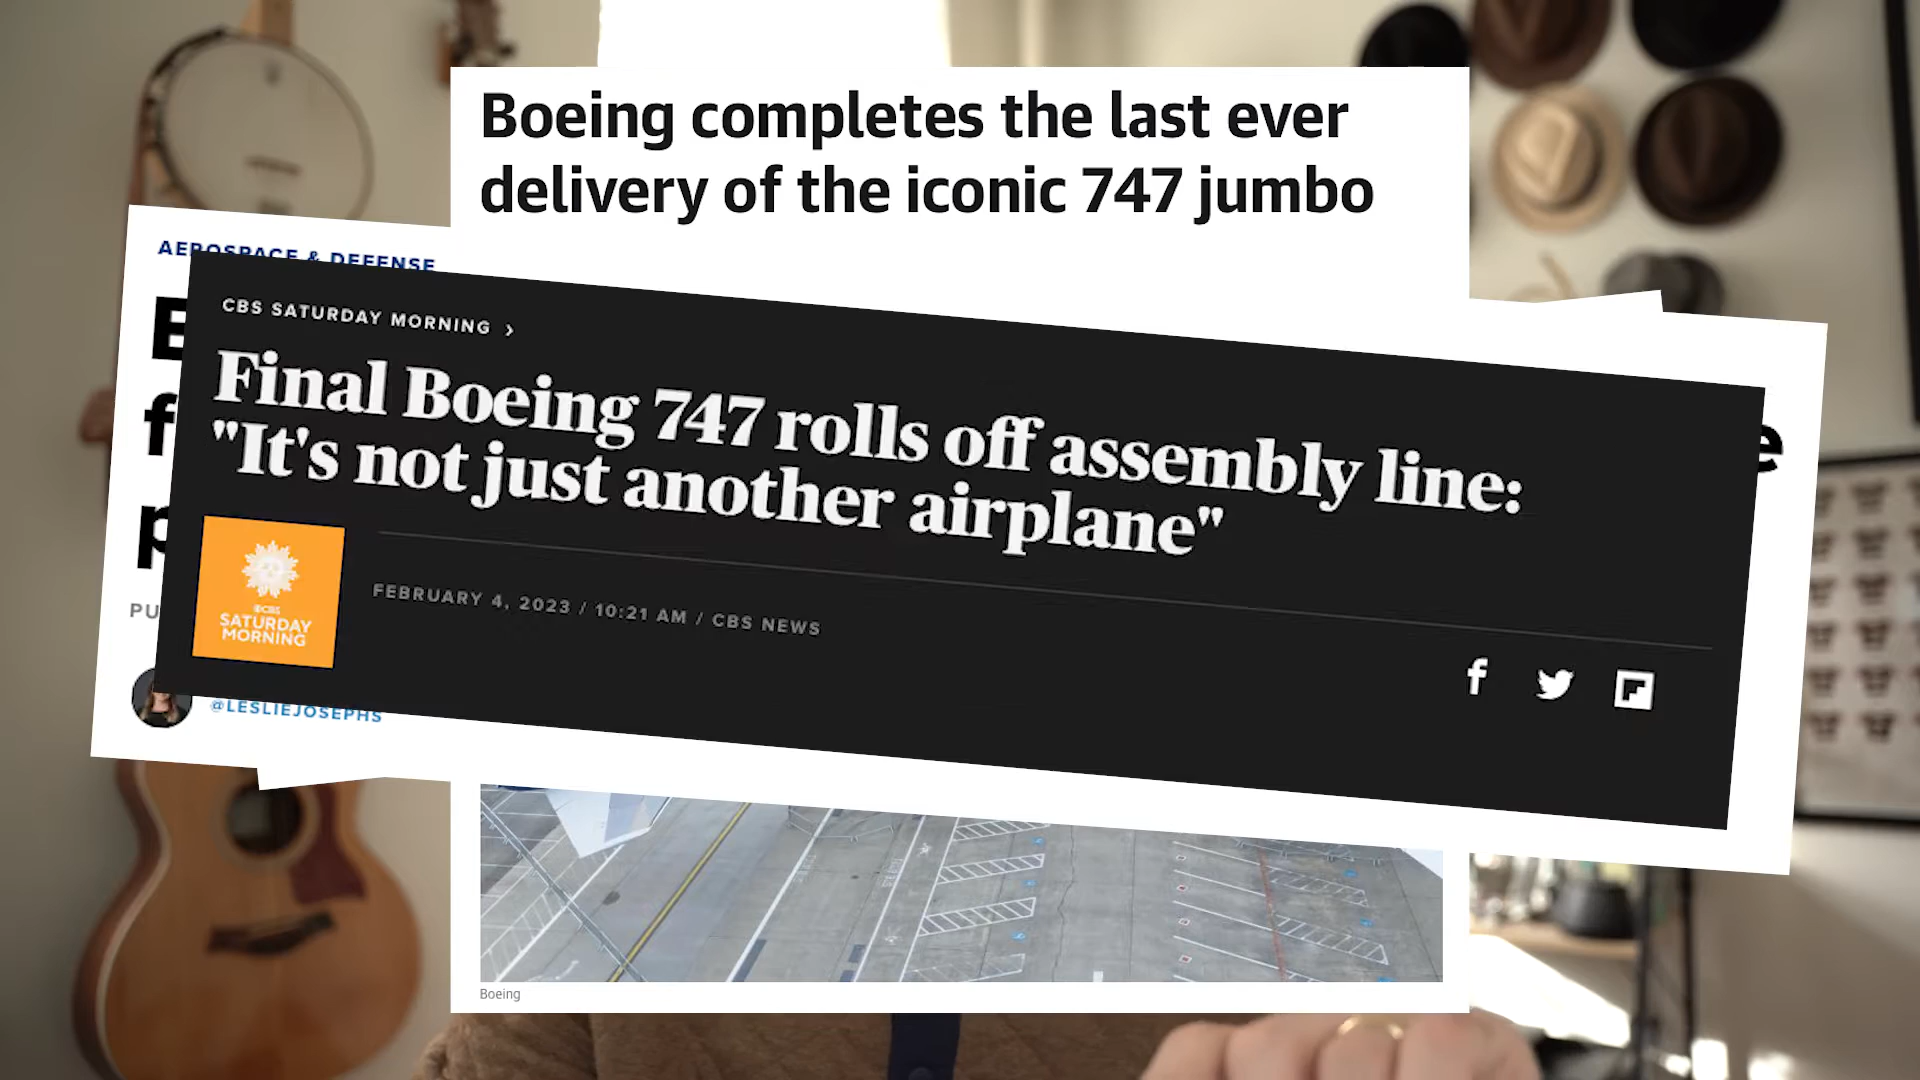 Boeing completes the last ever
delivery of the iconic 747 jumbo
AEROSPACE & DEFENSE
CBS SATURDAY MORNING >
Final Boeing 747 rolls off assembly line:
"It's not just another airplane"
CBS
SATURDAY
MORNING
FEBRUARY 4, 2023 / 10:21 AM / CBS NEWS
@LESLIEJOSEPHS
Boeing